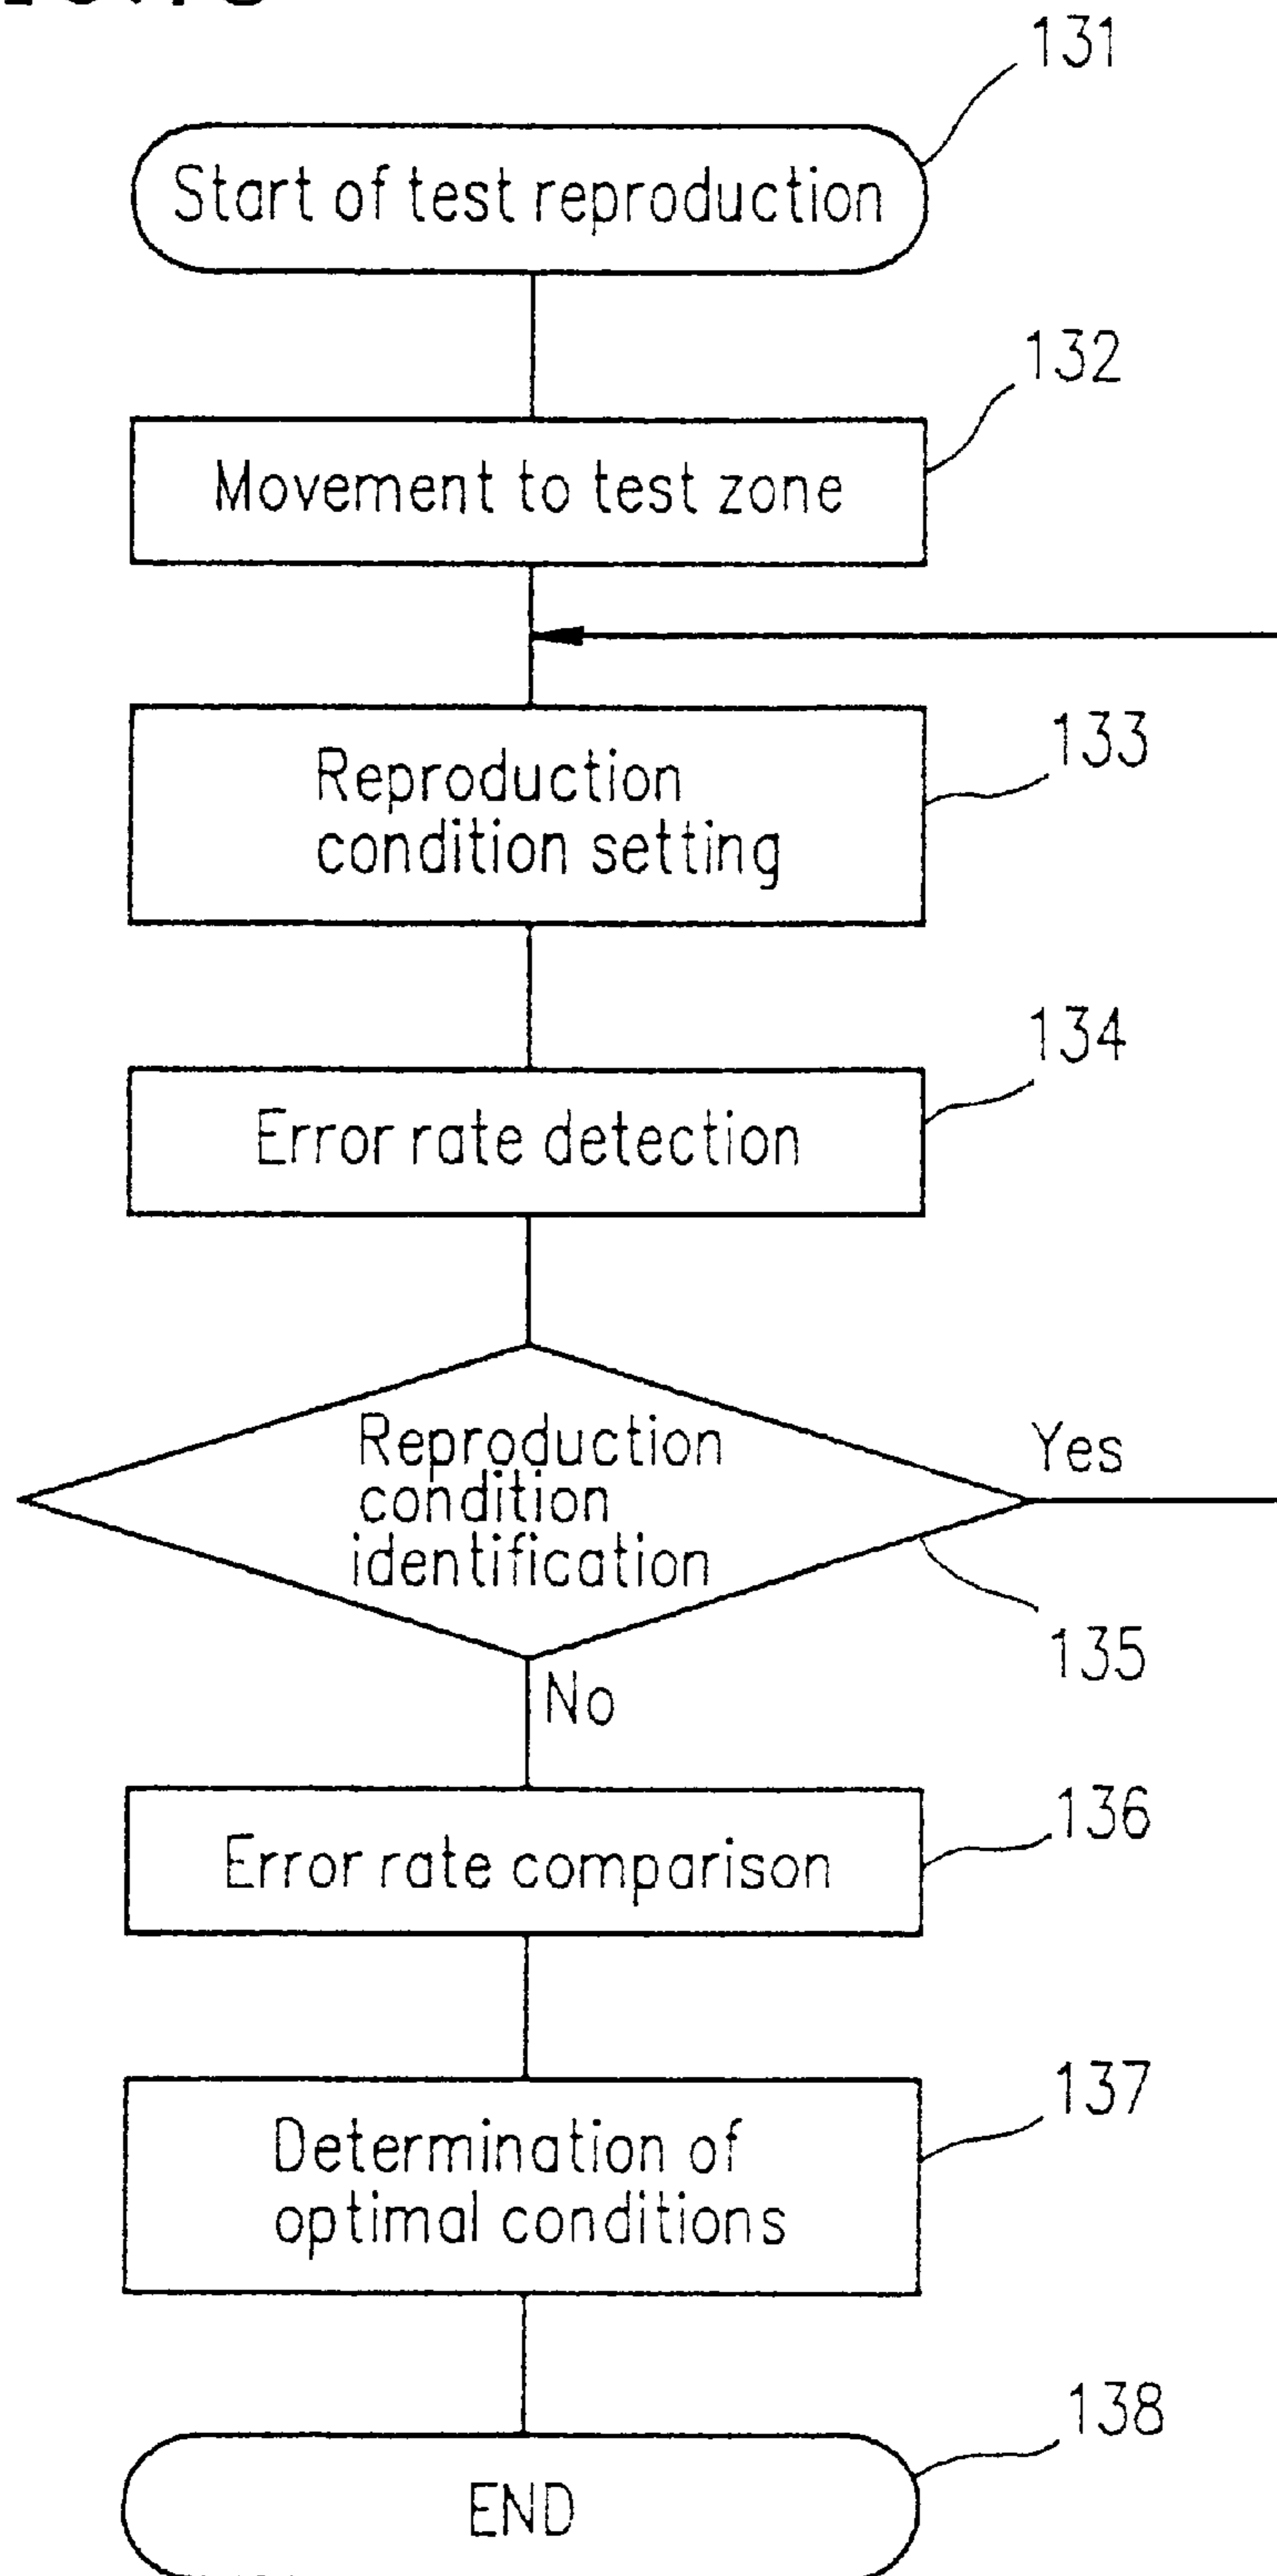 131
Start of test reproduction
132
Movement to test zone
133
Reproduction
condition setting
134
Error rate detection
Reproduction
condition
identification
Yes
135
No
136
Error rate comparison
137
Determination of
optimal conditions
138
END